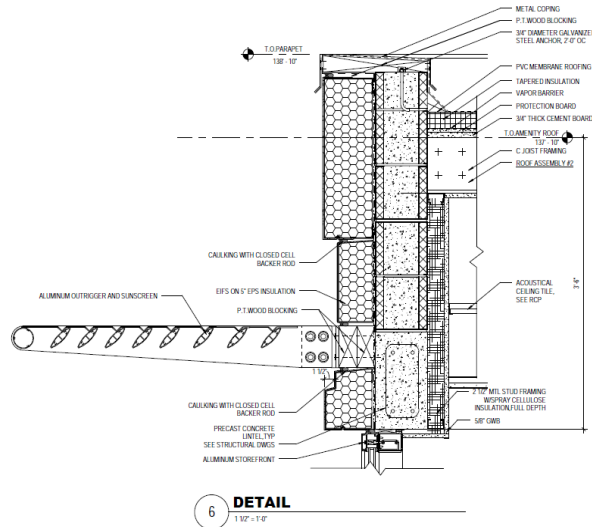 METAL COPING
P.T.WOOD BLOCKING
3/4" DIAMETER GALVANIZED
STEEL ANCHOR, 2'-0" OC
T.O.PARAPET
138' - 10"
PVC MEMBRANE ROOFING
TAPERED INSULATION
VAPOR BARRIER
PROTECTION BOARD
3/4" THICK CEMENT BOARD
T.O.AMENITY ROOF
137' - 10"
C JOIST FRAMING
ROOF ASSEMBLY #2
CAULKING WITH CLOSED CELL
BACKER ROD
EIFS ON 5" EPS INSULATION
P.T.WOOD BLOCKING
ALUMINUM OUTRIGGER AND SUNSCREEN
ACOUSTICAL
CEILING TILE,
SEE RCP
3'-6"
1 1/2"
CAULKING WITH CLOSED CELL
BACKER ROD
PRECAST CONCRETE
LINTEL,TYP
SEE STRUCTURAL DWGS
ALUMINUM STOREFRONT
2 1/2" MTL STUD FRAMING
W/SPRAY CELLULOSE
INSULATION,FULL DEPTH
5/8" GWB
6
DETAIL
1 1/2" = 1'-0"